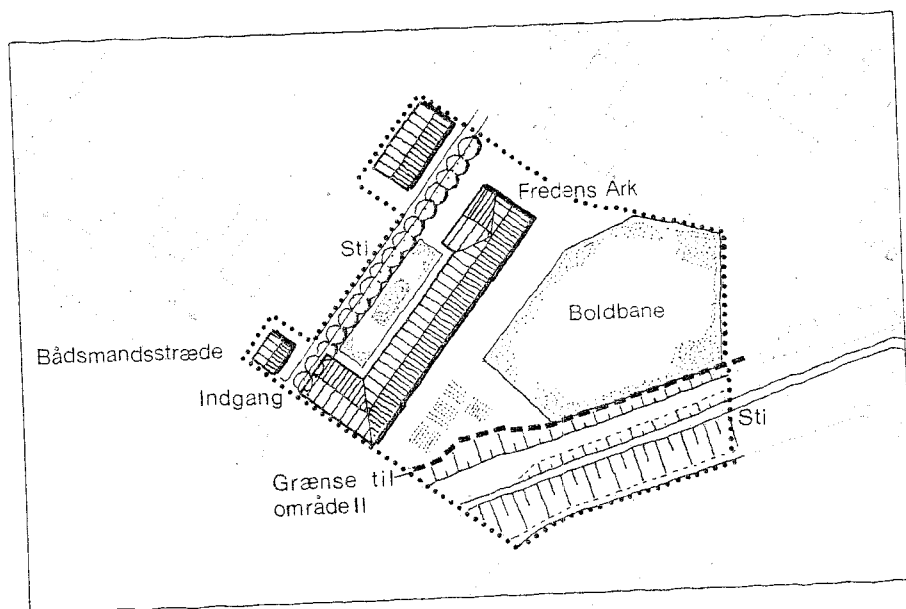 Fredens Ark
Sti
Boldbane
Bådsmandsstræde
Indgang
Sti
Grænse til
område II